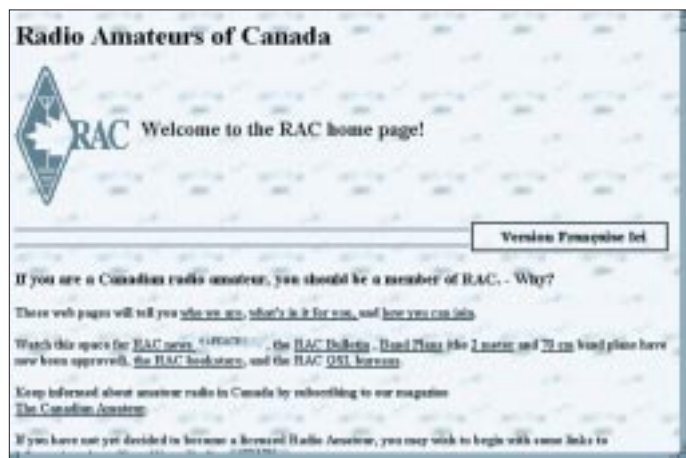 Radio Amateurs of Canada
RAC
Welcome to the RAC home page!
Version Française Ici
If you are a Canadian radio amateur, you should be a member of RAC. - Why?
These web pages will tell you who we are, what's in it for you, and how you can join.
Watch this space for RAC news, the RAC Bulletin, Band Plans (the 2 meter and 70 cm band plans have
now been approved), the RAC bookstore, and the RAC QSL bureaus.
Keep informed about amateur radio in Canada by subscribing to our magazine
The Canadian Amateur.
If you have not yet decided to become a licensed Radio Amateur, you may wish to begin with some links to